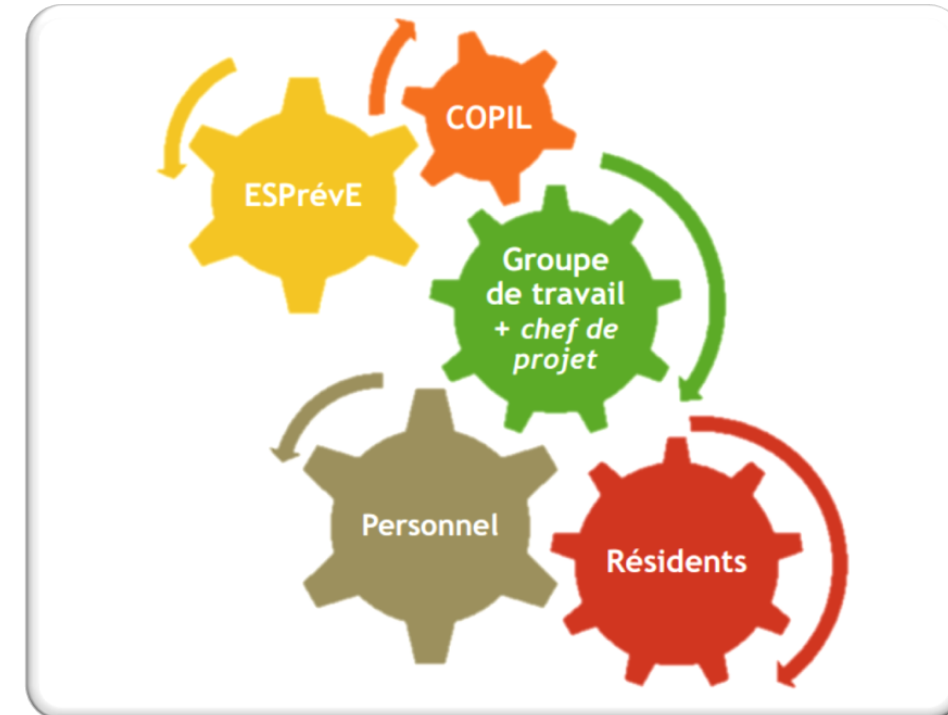 COPIL
ESPrévE
Groupe
de travail
+ chef de
projet
Personnel
Résidents